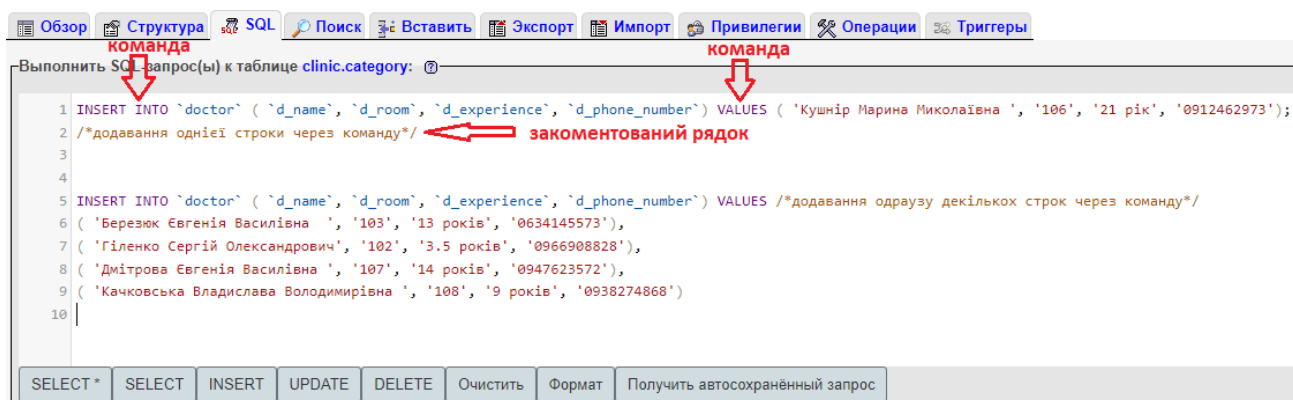 Обзор Структура SQL Поиск Вставить Экспорт Импорт Привилегии Операции Триггеры
команда команда
Выполнить SQL-запрос(ы) к таблице clinic.category:
1 INSERT INTO `doctor` ( `d_name`, `d_room`, `d_experience`, `d_phone_number`) VALUES ( 'Кушнір Марина Миколаївна ', '106', '21 рік', '0912462973');
2 /*додавання однієї строки через команду*/ закоментований рядок
3
4
5 INSERT INTO `doctor` ( `d_name`, `d_room`, `d_experience`, `d_phone_number`) VALUES /*додавання одраузу декількох строк через команду*/
6 ( 'Березюк Євгенія Василівна  ', '103', '13 років', '0634145573'),
7 ( 'Гіленко Сергій Олександрович', '102', '3.5 років', '0966908828'),
8 ( 'Дмітрова Євгенія Василівна ', '107', '14 років', '0947623572'),
9 ( 'Качковська Владислава Володимирівна ', '108', '9 років', '0938274868')
10
SELECT * SELECT INSERT UPDATE DELETE Очистить Формат Получить автосохранённый запрос